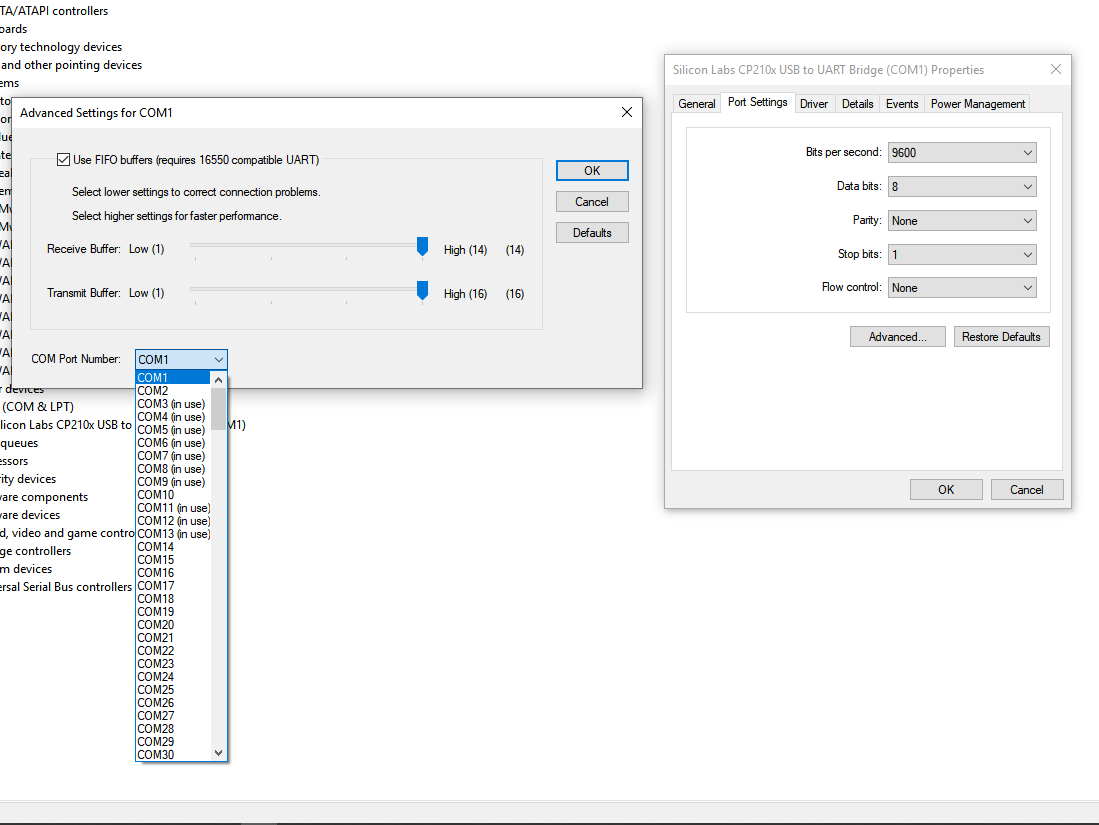 TA/ATAPI controllers
oards
ory technology devices
and other pointing devices
ems
Advanced Settings for COM1
Use FIFO buffers (requires 16550 compatible UART)
Select lower settings to correct connection problems.
Select higher settings for faster performance.
Receive Buffer: Low (1) High (14) (14)
Transmit Buffer: Low (1) High (16) (16)
OK
Cancel
Defaults
COM Port Number: COM1
COM1
COM2
COM3 (in use)
COM4 (in use)
COM5 (in use)
COM6 (in use)
COM7 (in use)
COM8 (in use)
COM9 (in use)
COM10
COM11 (in use)
COM12 (in use)
COM13 (in use)
COM14
COM15
COM16
COM17
COM18
COM19
COM20
COM21
COM22
COM23
COM24
COM25
COM26
COM27
COM28
COM29
COM30
r devices
(COM & LPT)
licon Labs CP210x USB to M1)
queues
essors
rity devices
vare components
vare devices
d, video and game contro
ge controllers
m devices
ersal Serial Bus controllers
Silicon Labs CP210x USB to UART Bridge (COM1) Properties
General Port Settings Driver Details Events Power Management
Bits per second: 9600
Data bits: 8
Parity: None
Stop bits: 1
Flow control: None
Advanced... Restore Defaults
OK Cancel